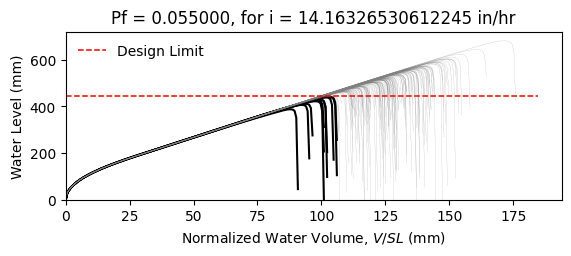 Pf = 0.055000, for i = 14.16326530612245 in/hr
Water Level (mm)
600
400
200
0
Design Limit
0 25 50 75 100 125 150 175
Normalized Water Volume, V/SL (mm)